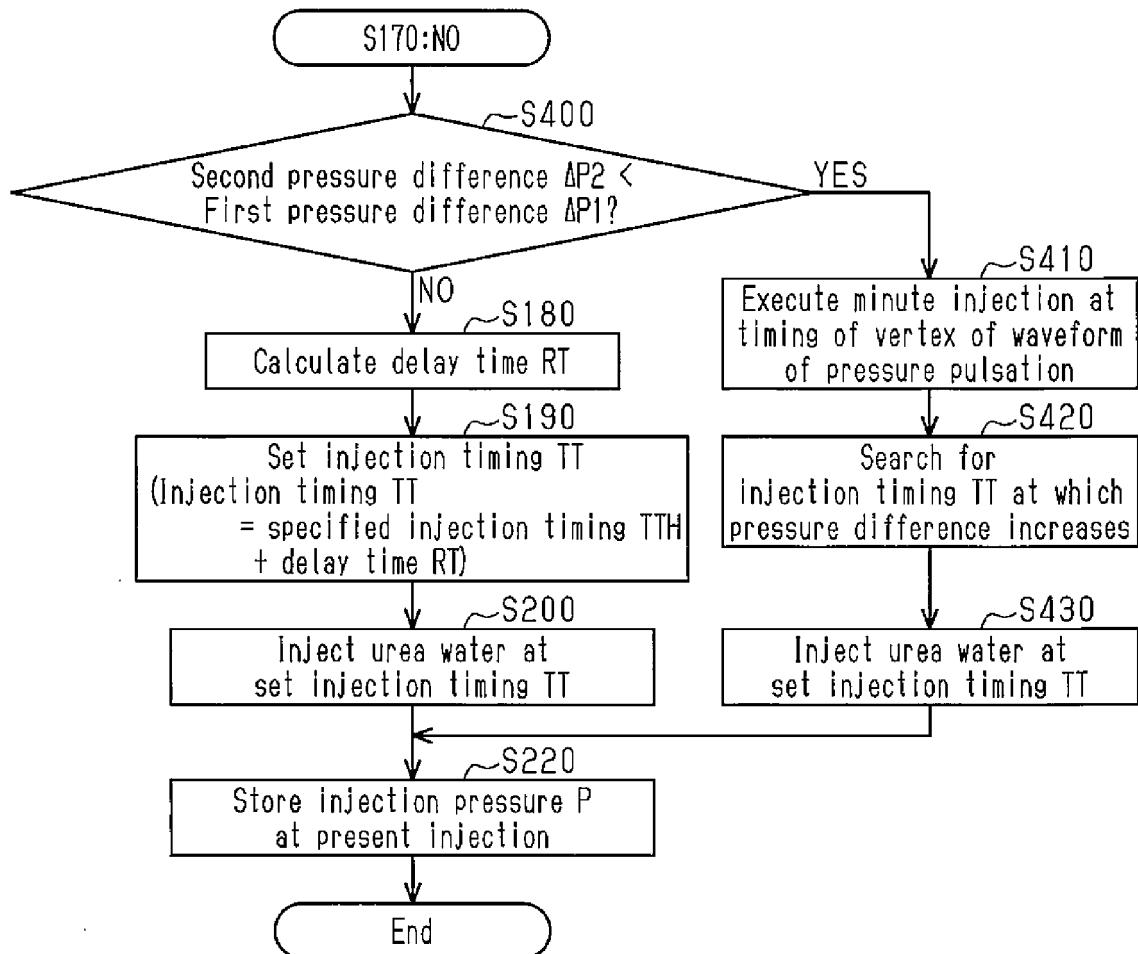 S170:NO
S400
Second pressure difference ΔP2 <
First pressure difference ΔP1?
YES
NO
S180
Calculate delay time RT
S190
Set injection timing TT
(Injection timing TT
= specified injection timing TTH
+ delay time RT)
S200
Inject urea water at
set injection timing TT
S410
Execute minute injection at
timing of vertex of waveform
of pressure pulsation
S420
Search for
injection timing TT at which
pressure difference increases
S430
Inject urea water at
set injection timing TT
S220
Store injection pressure P
at present injection
End